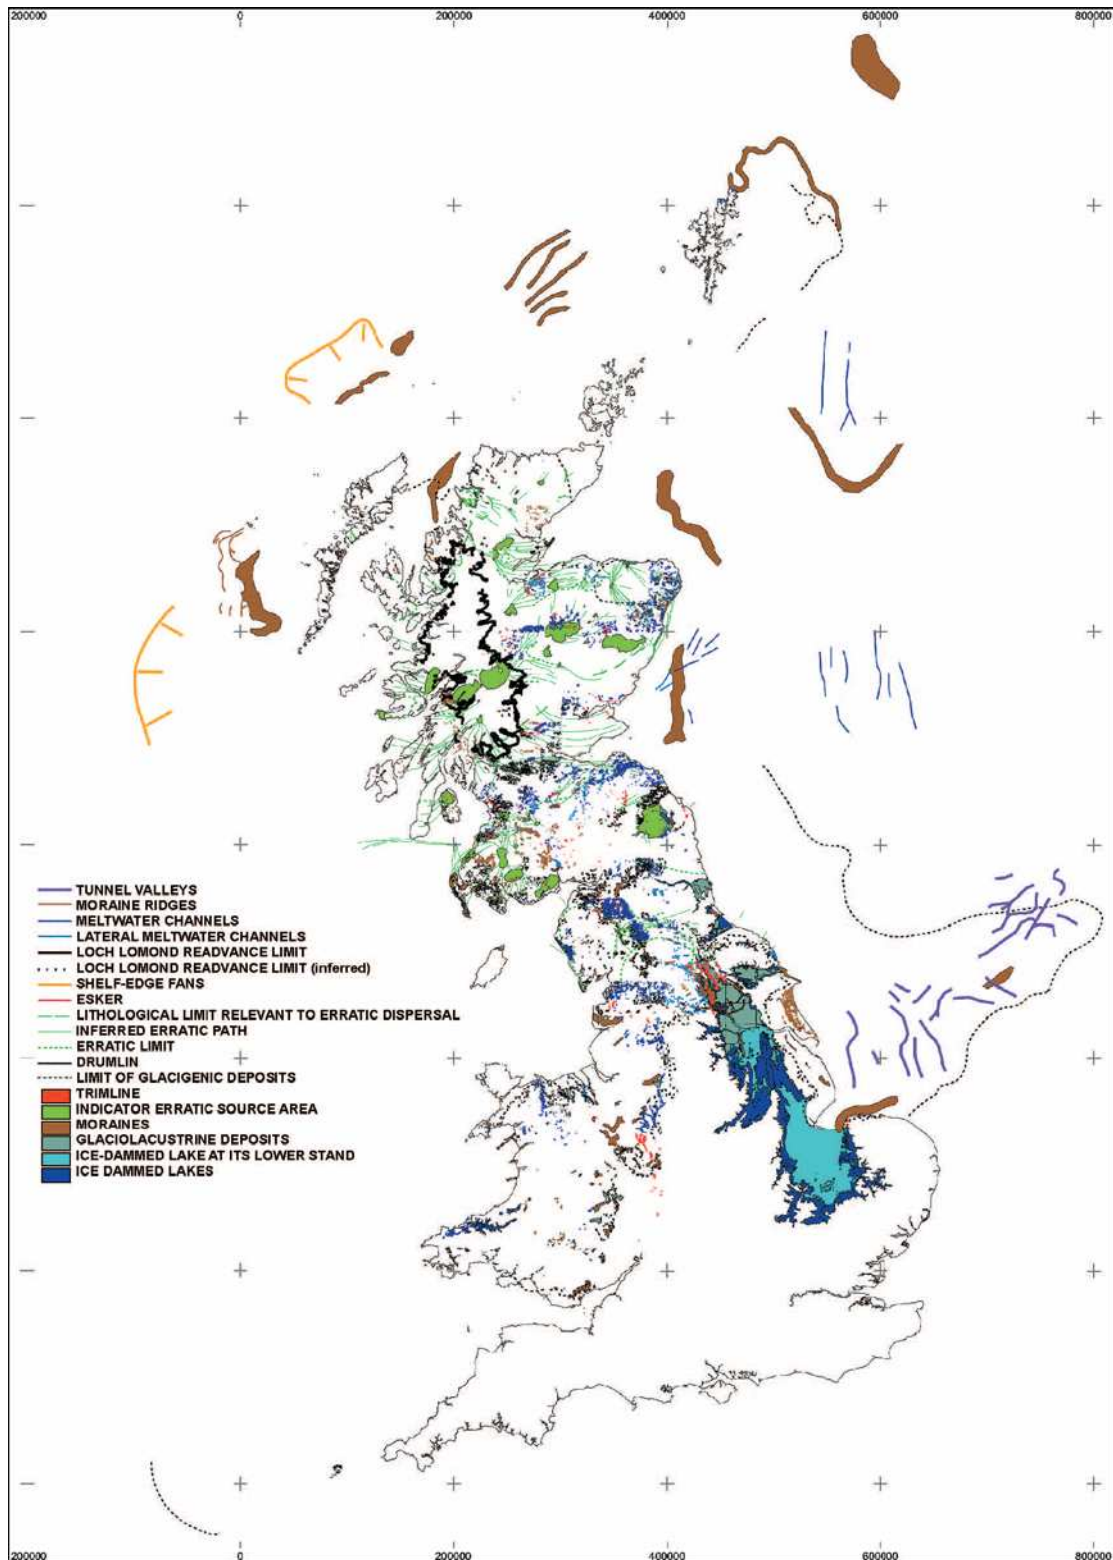 200000 0 200000 400000 600000 800000
TUNNEL VALLEYS
MORAINE RIDGES
MELTWATER CHANNELS
LATERAL MELTWATER CHANNELS
LOCH LOMOND READVANCE LIMIT
LOCH LOMOND READVANCE LIMIT (inferred)
SHELF-EDGE FANS
ESKER
LITHOLOGICAL LIMIT RELEVANT TO ERRATIC DISPERSAL
INFERRED ERRATIC PATH
ERRATIC LIMIT
DRUMLIN
LIMIT OF GLACIGENIC DEPOSITS
TRIMLINE
INDICATOR ERRATIC SOURCE AREA
MORAINES
GLACIOLACUSTRINE DEPOSITS
ICE-DAMMED LAKE AT ITS LOWER STAND
ICE DAMMED LAKES
200000 0 200000 400000 600000 800000